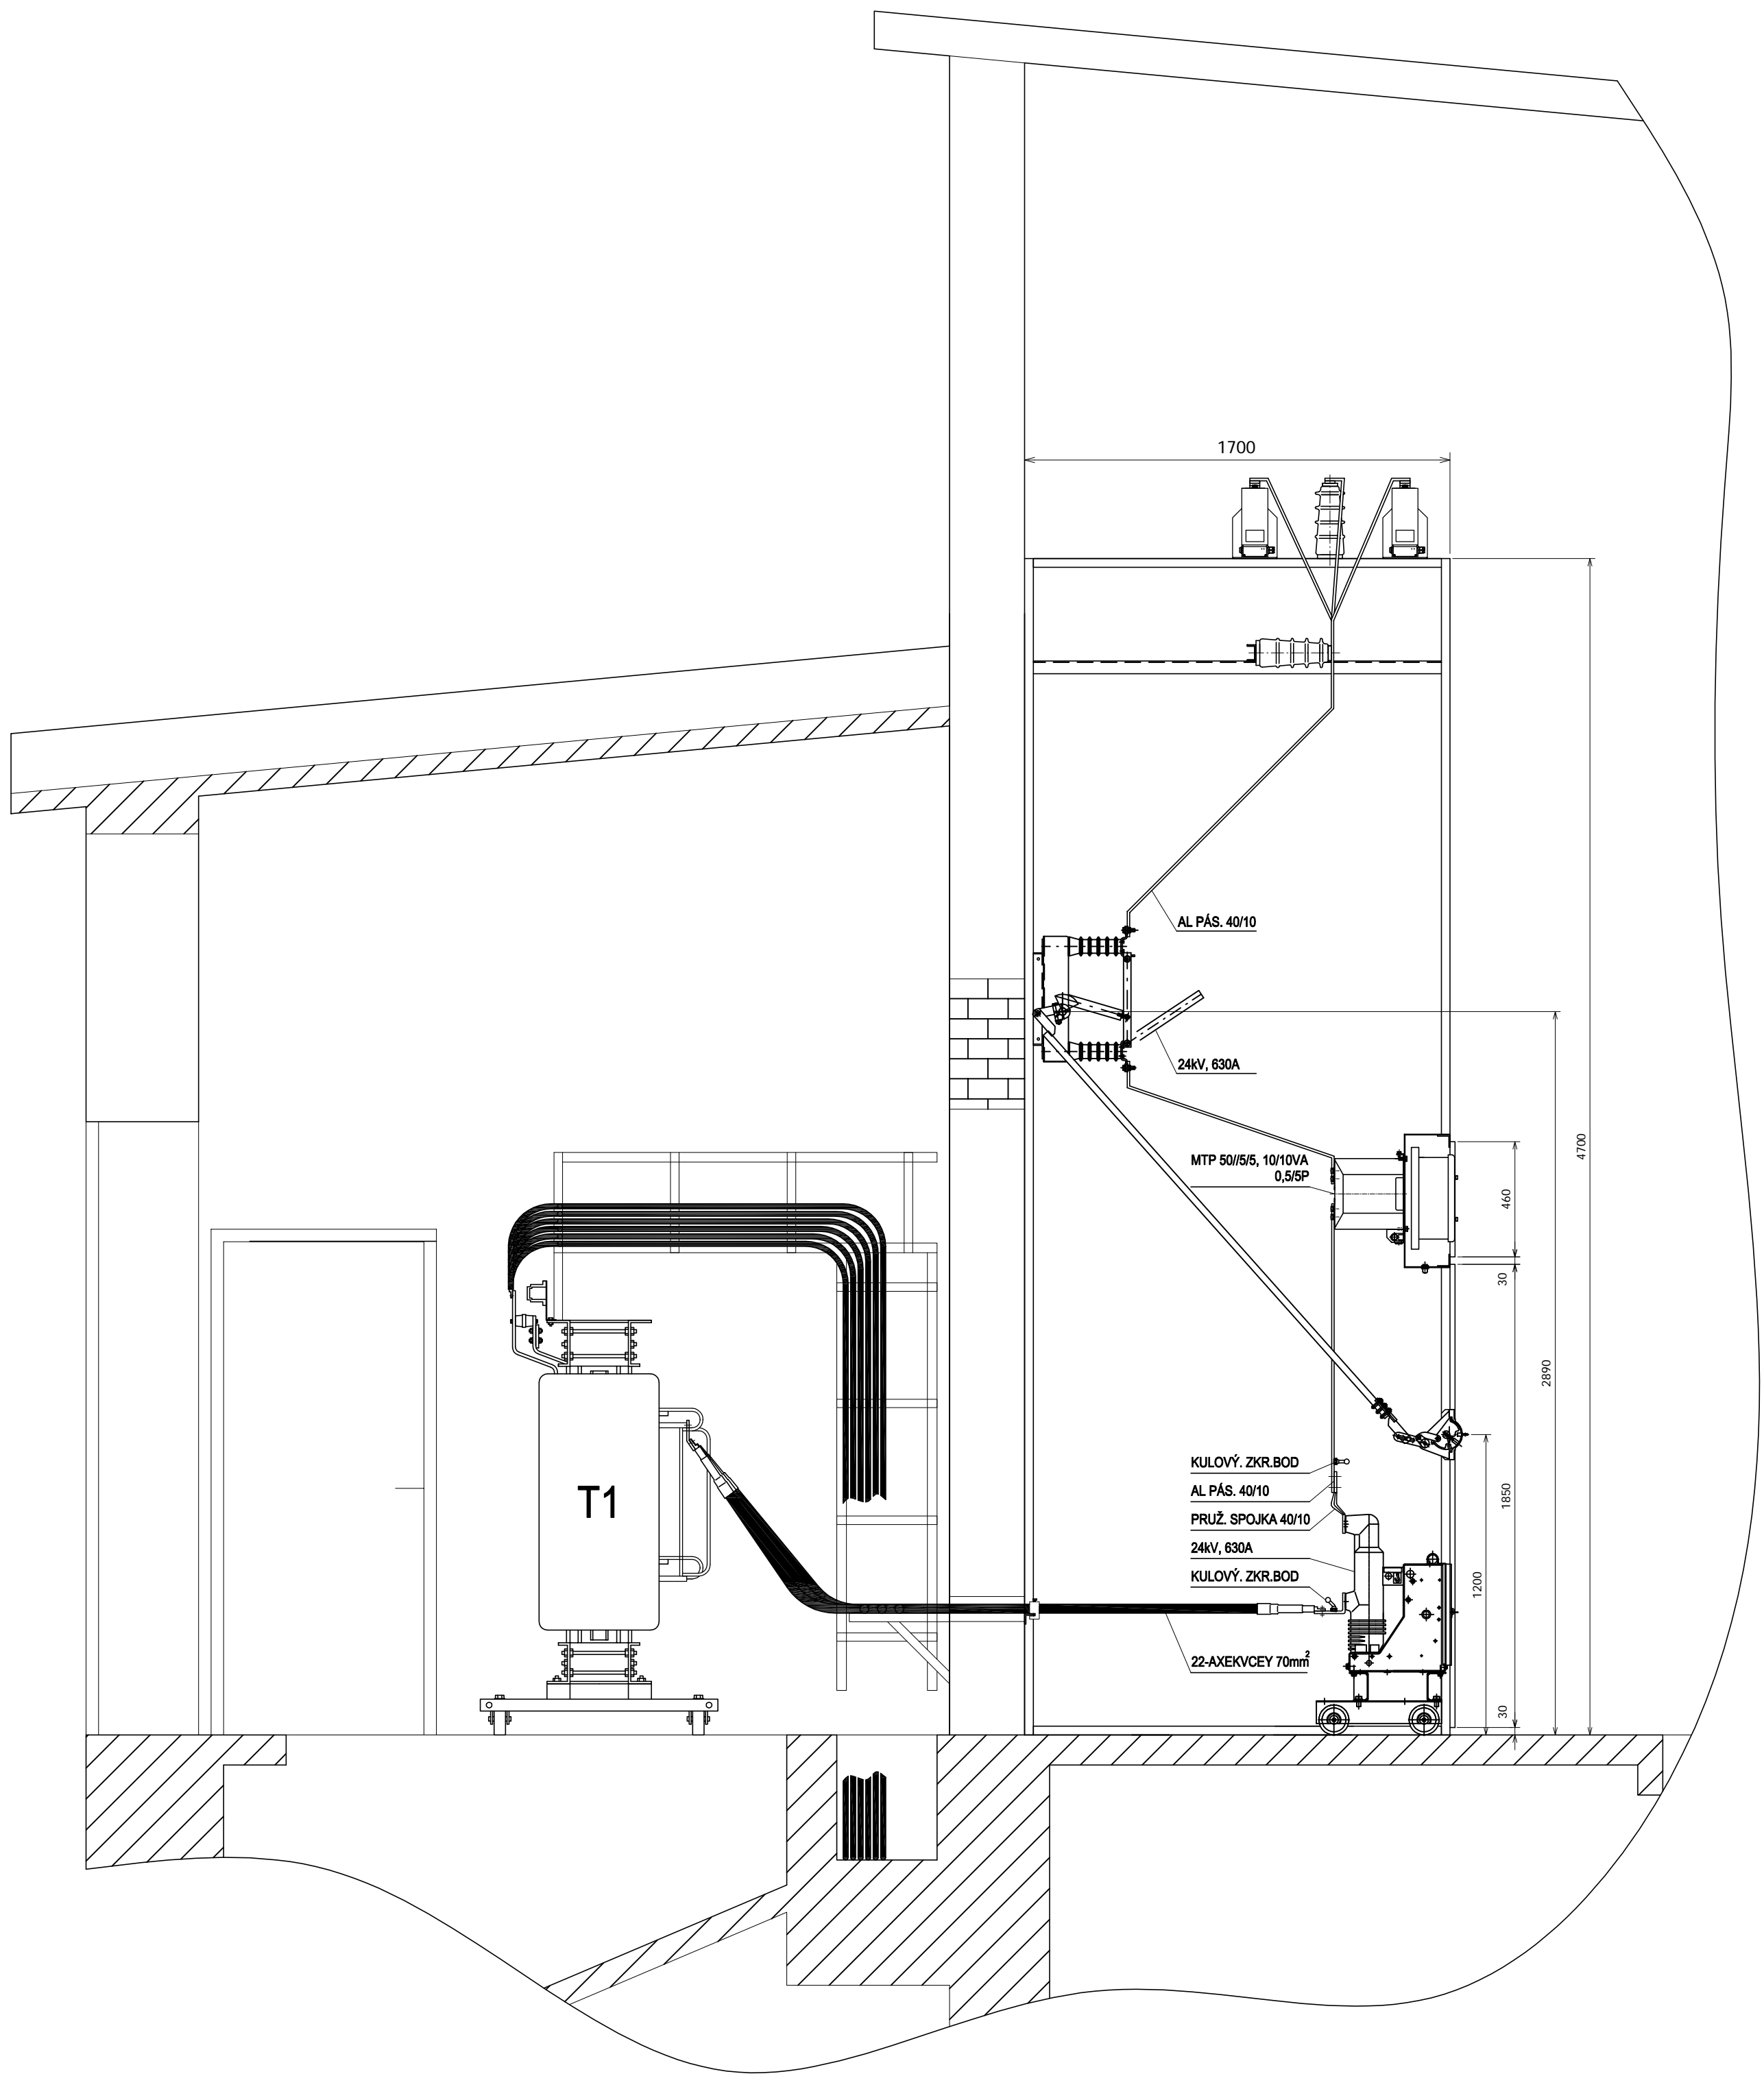 1700
AL PÁS. 40/10
24kV, 630A
4700
MTP 50//5/5, 10/10VA
0,5/5P
460
30
2890
KULOVÝ. ZKR.BOD
AL PÁS. 40/10
PRUŽ. SPOJKA 40/10
24kV, 630A
KULOVÝ. ZKR.BOD
1850
1200
T1
22-AXEKVCEY 70mm²
30